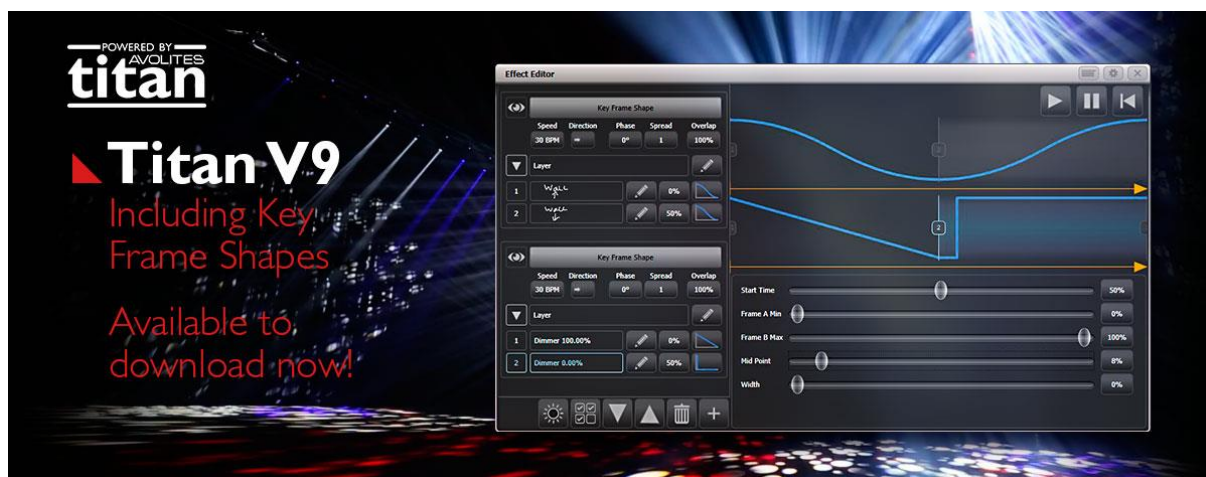 POWERED BY
AVOLITES
titan
Titan V9
Including Key
Frame Shapes
Available to
download now!
Effect Editor
Key Frame Shape
Speed Direction Phase Spread Overlap
30 BPM 0° 1 100%
Layer
1 Wall 0%
2 Wall 50%
Key Frame Shape
Speed Direction Phase Spread Overlap
30 BPM 0° 1 100%
Layer
1 Dimmer 100.00% 0%
2 Dimmer 0.00% 50%
2
Start Time 50%
Frame A Min 0%
Frame B Max 100%
Mid Point 8%
Width 0%